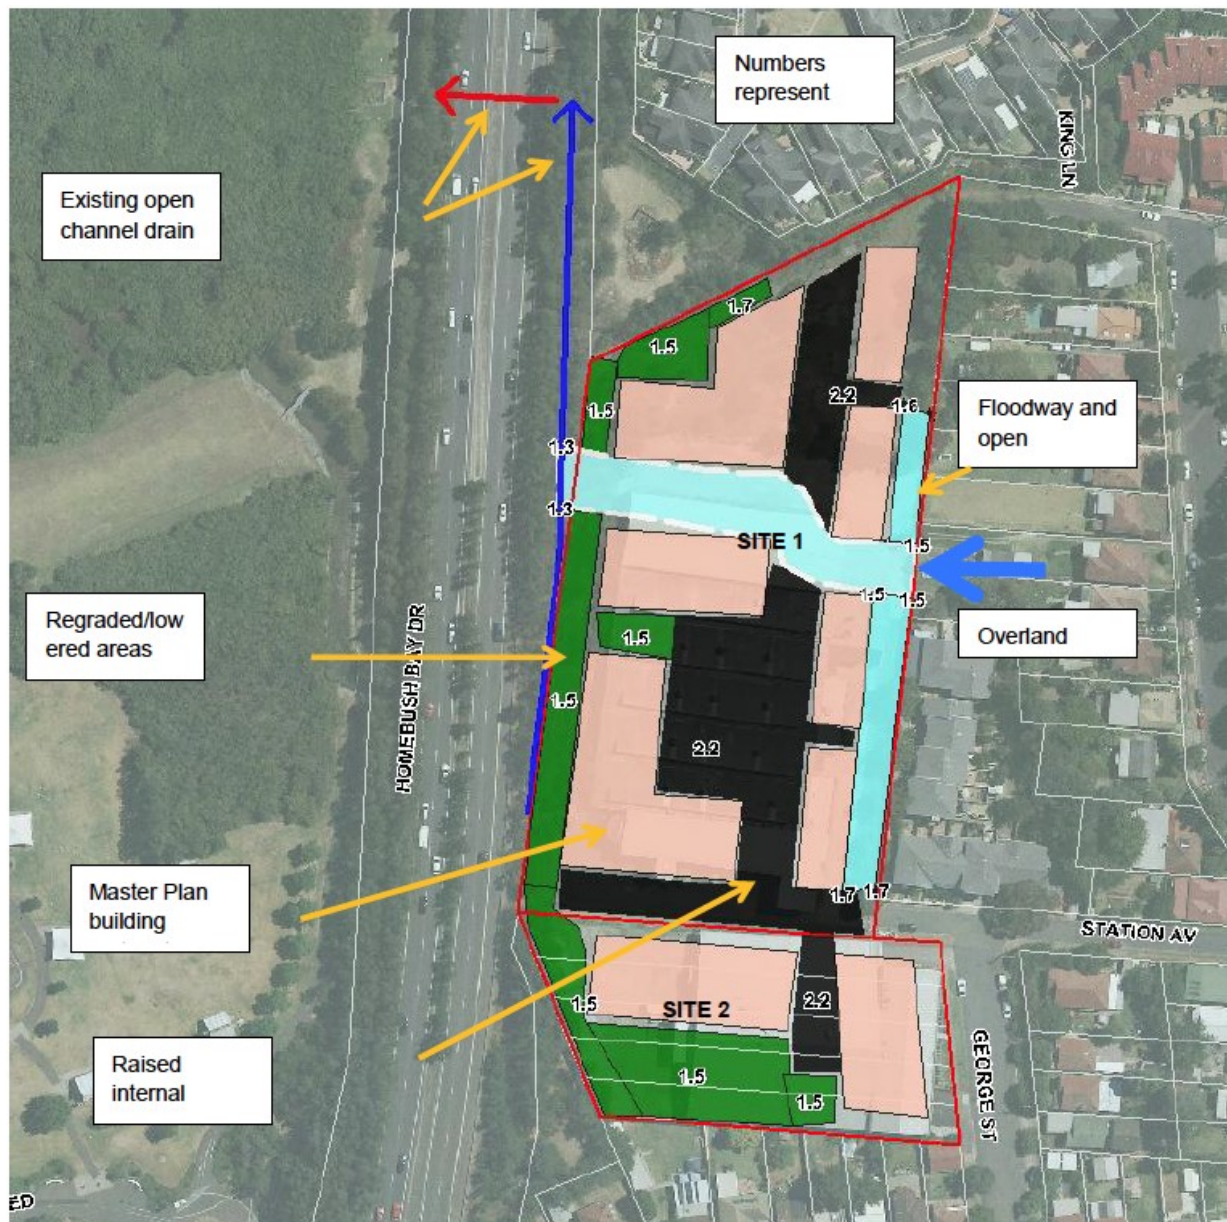 Numbers
represent
KING LN
Existing open
channel drain
1.7
1.5
1.5
2.2
1.6
Floodway and
open
1.3
1.3
SITE 1
1.5
1.5
1.5
Overland
Regraded/low
ered areas
1.5
HOMEBUSH BAY DR
1.5
2.2
Master Plan
building
1.7
1.7
STATION AV
1.5
SITE 2
2.2
Raised
internal
1.5
1.5
GEORGE ST
ED